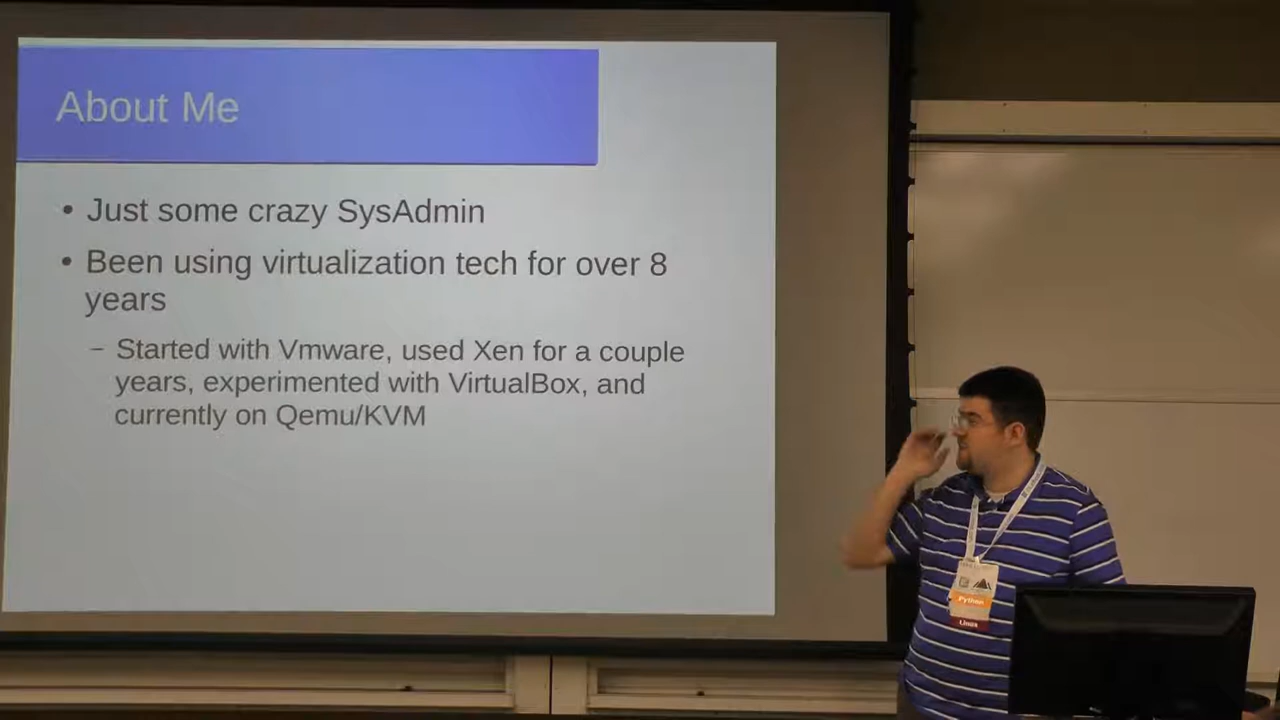 About Me
• Just some crazy SysAdmin
• Been using virtualization tech for over 8
years
– Started with Vmware, used Xen for a couple
years, experimented with VirtualBox, and
currently on Qemu/KVM
Python
Linux